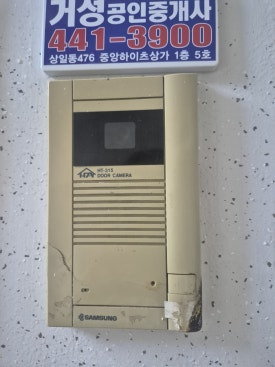 거성공인중개사
441-3900
상일동476 중앙하이츠상가 1층 5호
HA
HT-315
DOOR CAMERA
SAMSUNG